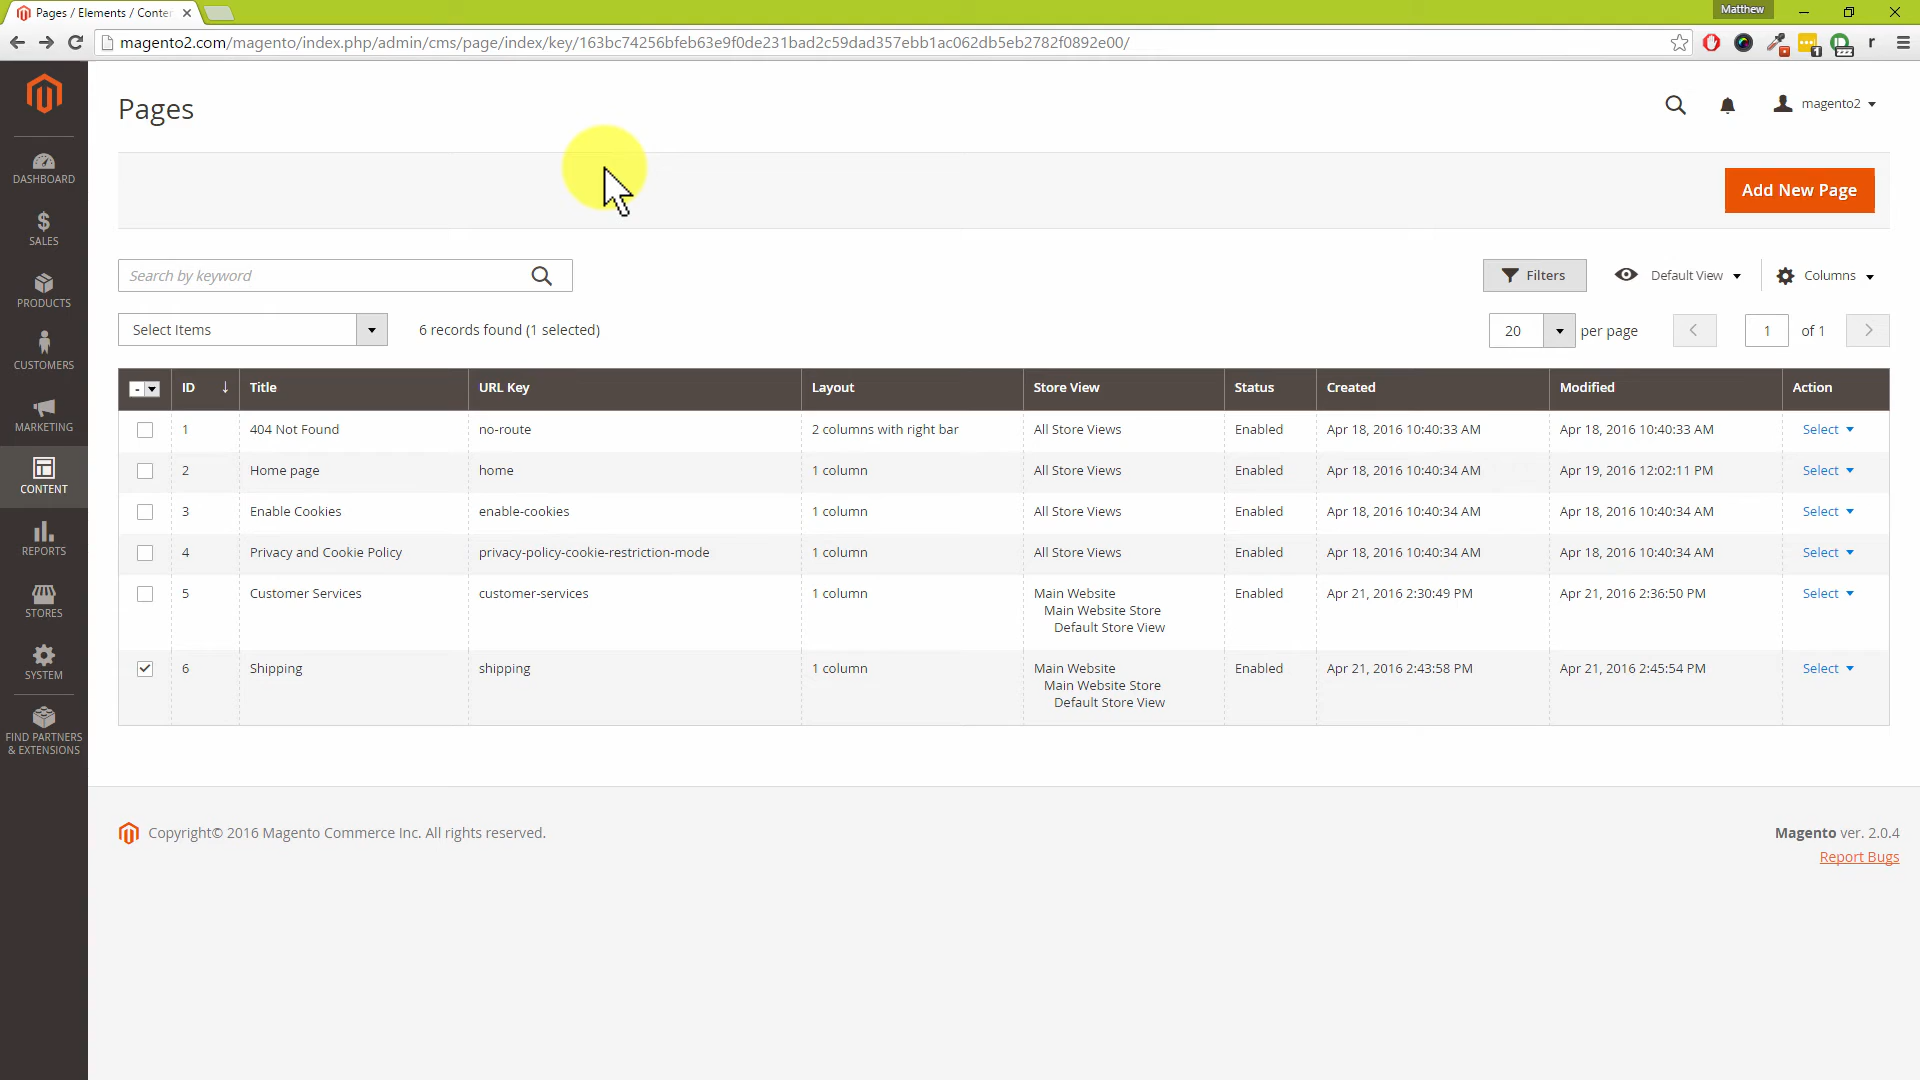 Pages / Elements / Conter
Matthew
magento2.com/magento/index.php/admin/cms/page/index/key/163bc74256bfeb63e9f0de231bad2c59dad357ebb1ac062db5eb2782f0892e00/
1
zzz
r
Pages
magento2
DASHBOARD
SALES
PRODUCTS
CUSTOMERS
MARKETING
CONTENT
REPORTS
STORES
SYSTEM
FIND PARTNERS
& EXTENSIONS
Add New Page
Search by keyword
Filters
Default View
Columns
Select Items
6 records found (1 selected)
20 per page
1 of 1
- ID ↓ Title URL Key Layout Store View Status Created Modified Action
1 404 Not Found no-route 2 columns with right bar All Store Views Enabled Apr 18, 2016 10:40:33 AM Apr 18, 2016 10:40:33 AM Select
2 Home page home 1 column All Store Views Enabled Apr 18, 2016 10:40:34 AM Apr 19, 2016 12:02:11 PM Select
3 Enable Cookies enable-cookies 1 column All Store Views Enabled Apr 18, 2016 10:40:34 AM Apr 18, 2016 10:40:34 AM Select
4 Privacy and Cookie Policy privacy-policy-cookie-restriction-mode 1 column All Store Views Enabled Apr 18, 2016 10:40:34 AM Apr 18, 2016 10:40:34 AM Select
5 Customer Services customer-services 1 column Main Website Enabled Apr 21, 2016 2:30:49 PM Apr 21, 2016 2:36:50 PM Select
Main Website Store
Default Store View
6 Shipping shipping 1 column Main Website Enabled Apr 21, 2016 2:43:58 PM Apr 21, 2016 2:45:54 PM Select
Main Website Store
Default Store View
Copyright© 2016 Magento Commerce Inc. All rights reserved.
Magento ver. 2.0.4
Report Bugs